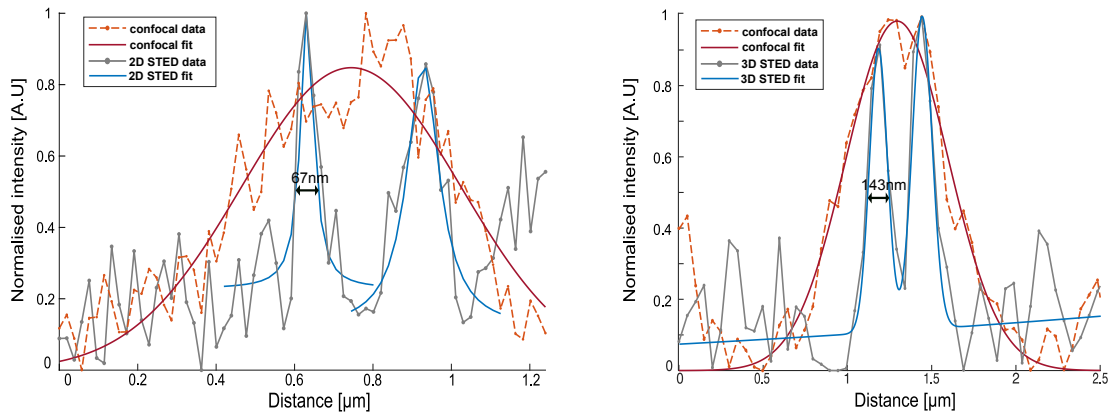 confocal data
confocal fit
2D STED data
2D STED fit
67nm
Normalised intensity [A.U]
1
0.8
0.6
0.4
0.2
0
0 0.2 0.4 0.6 0.8 1 1.2
Distance [µm]
confocal data
confocal fit
3D STED data
3D STED fit
143nm
Normalised intensity [A.U]
1
0.8
0.6
0.4
0.2
0
0 0.5 1 1.5 2 2.5
Distance [µm]